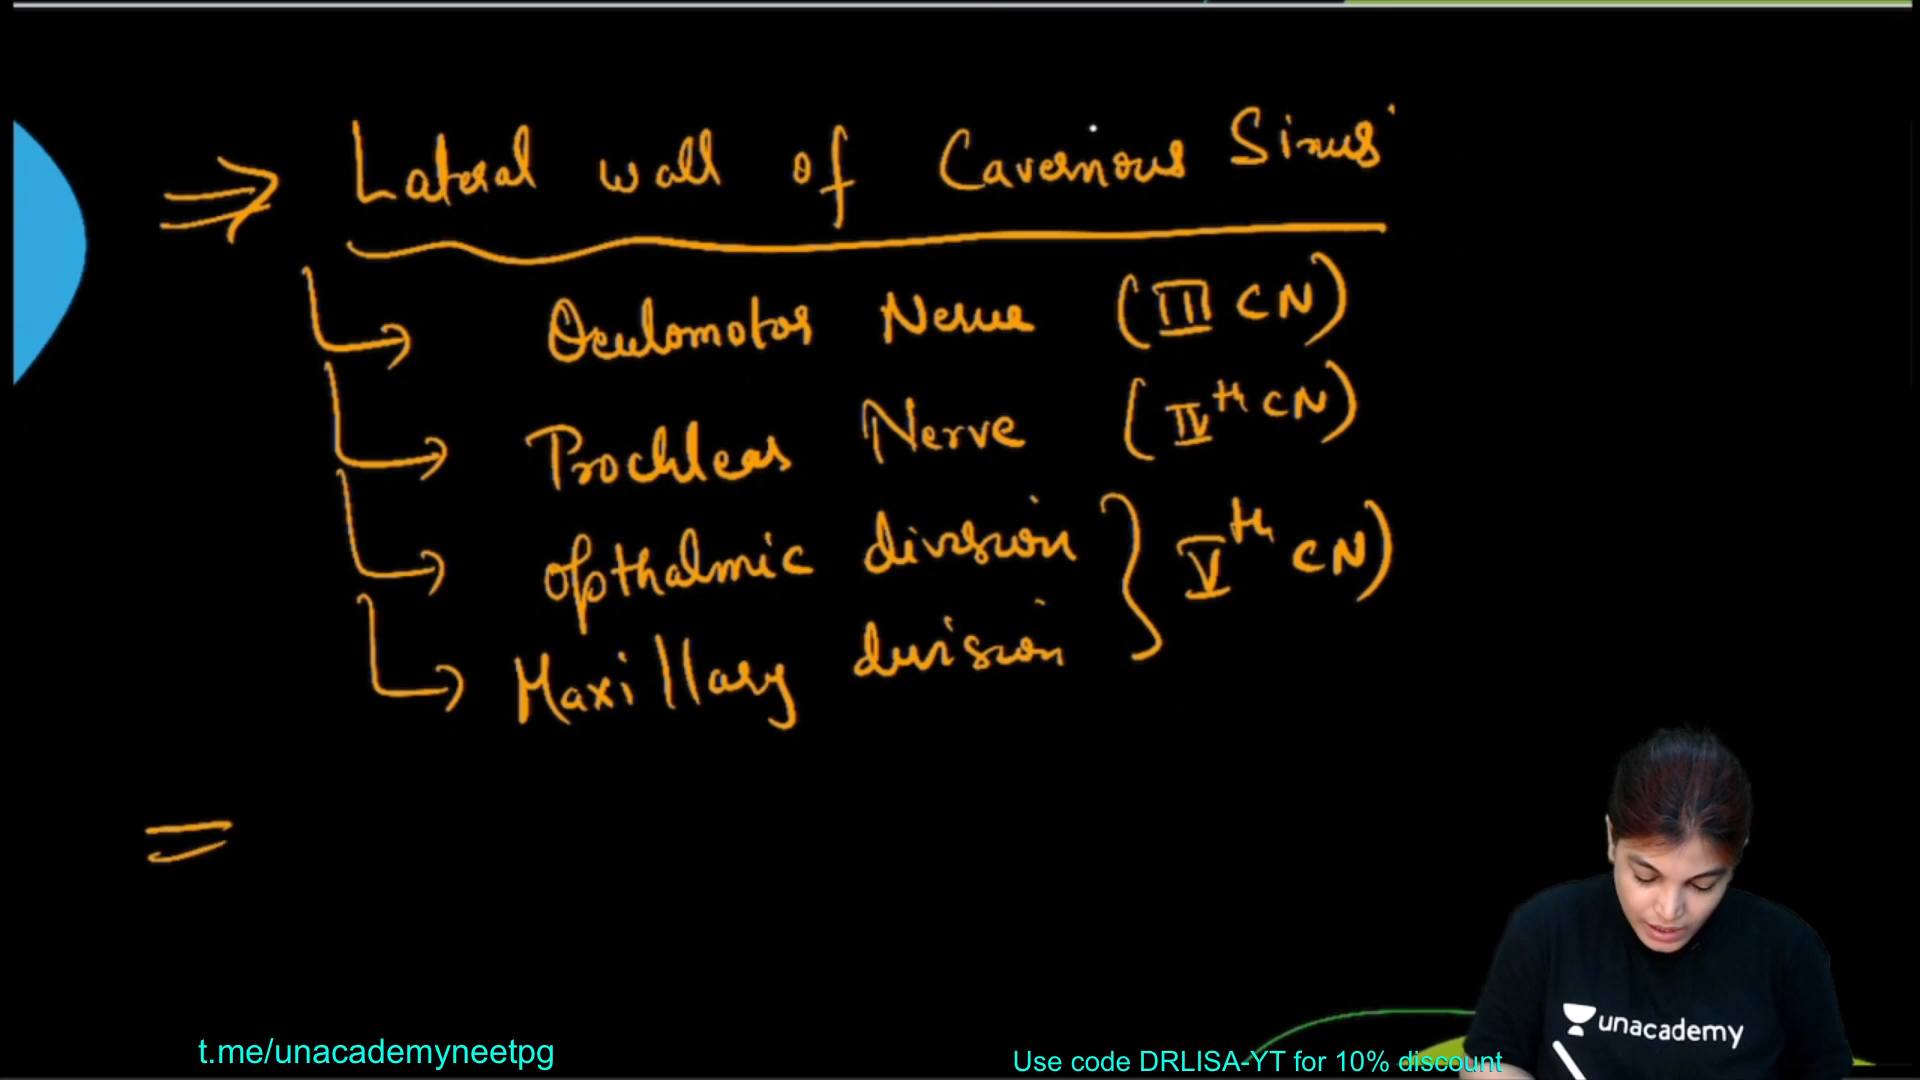 ⇒ Lateral wall of Cavernous Sinus
Oculomotor Nerve (III CN)
Trochlear Nerve (IVth CN)
opthalmic division } Vth CN)
Maxillary division
=
unacademy
t.me/unacademyneetpg
Use code DRLISA-YT for 10% discount